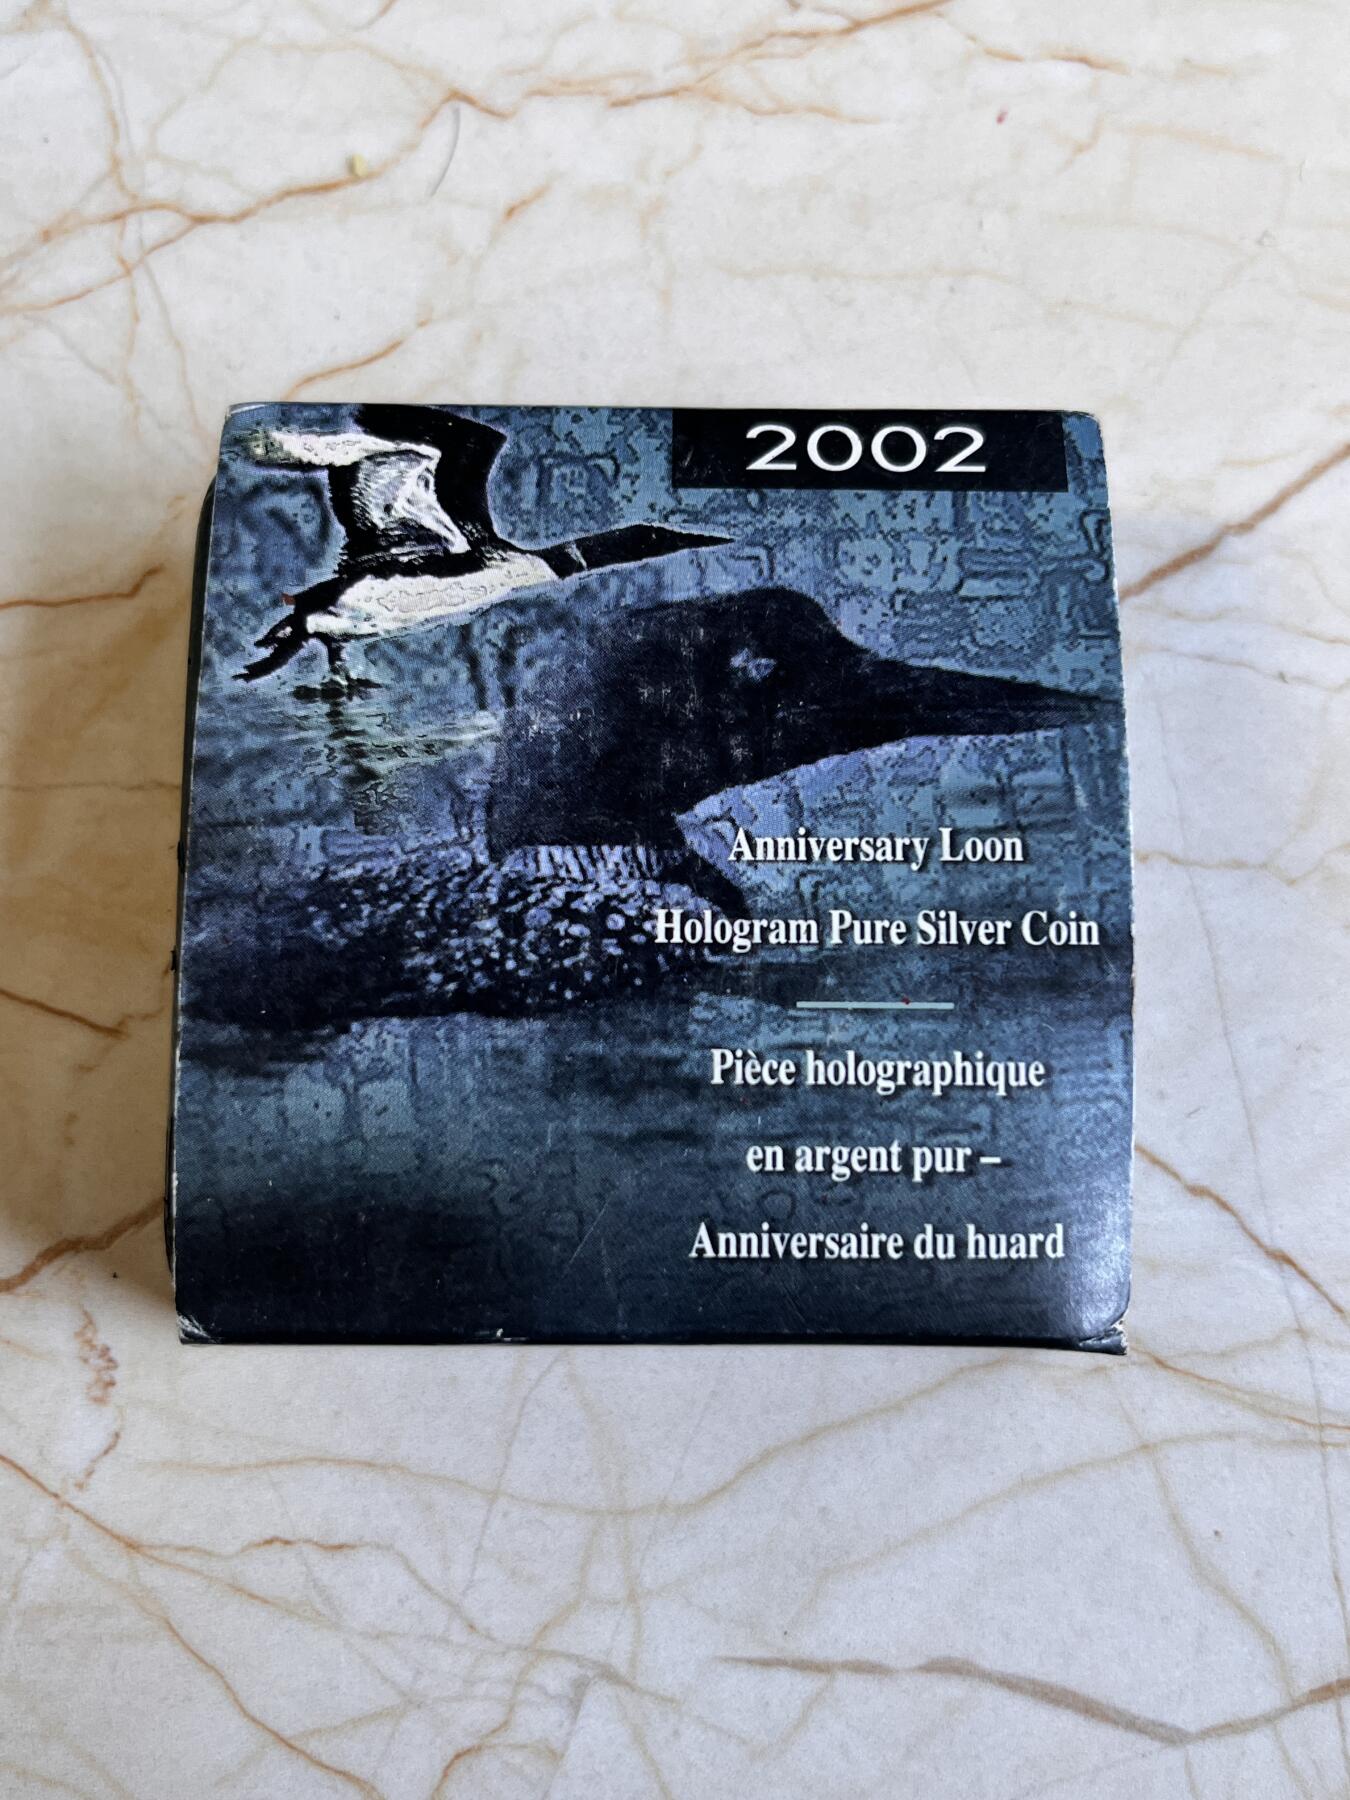 2002
Anniversary Loon
Hologram Pure Silver Coin
Pièce holographique
en argent pur –
Anniversaire du huard